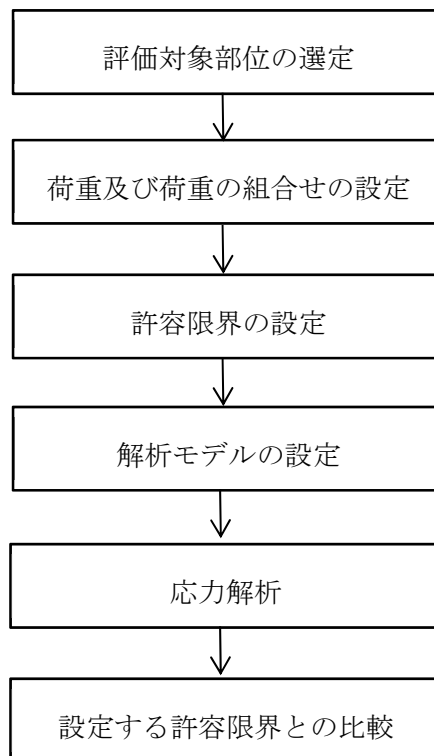 評価対象部位の選定
荷重及び荷重の組合せの設定
許容限界の設定
解析モデルの設定
応力解析
設定する許容限界との比較